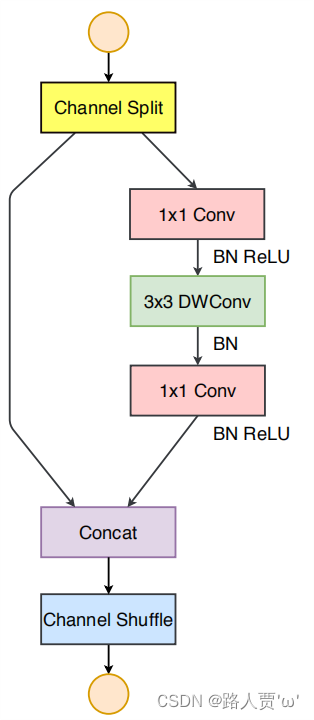 Channel Split
1x1 Conv
BN ReLU
3x3 DWConv
BN
1x1 Conv
BN ReLU
Concat
Channel Shuffle
CSDN @路人贾'ω'